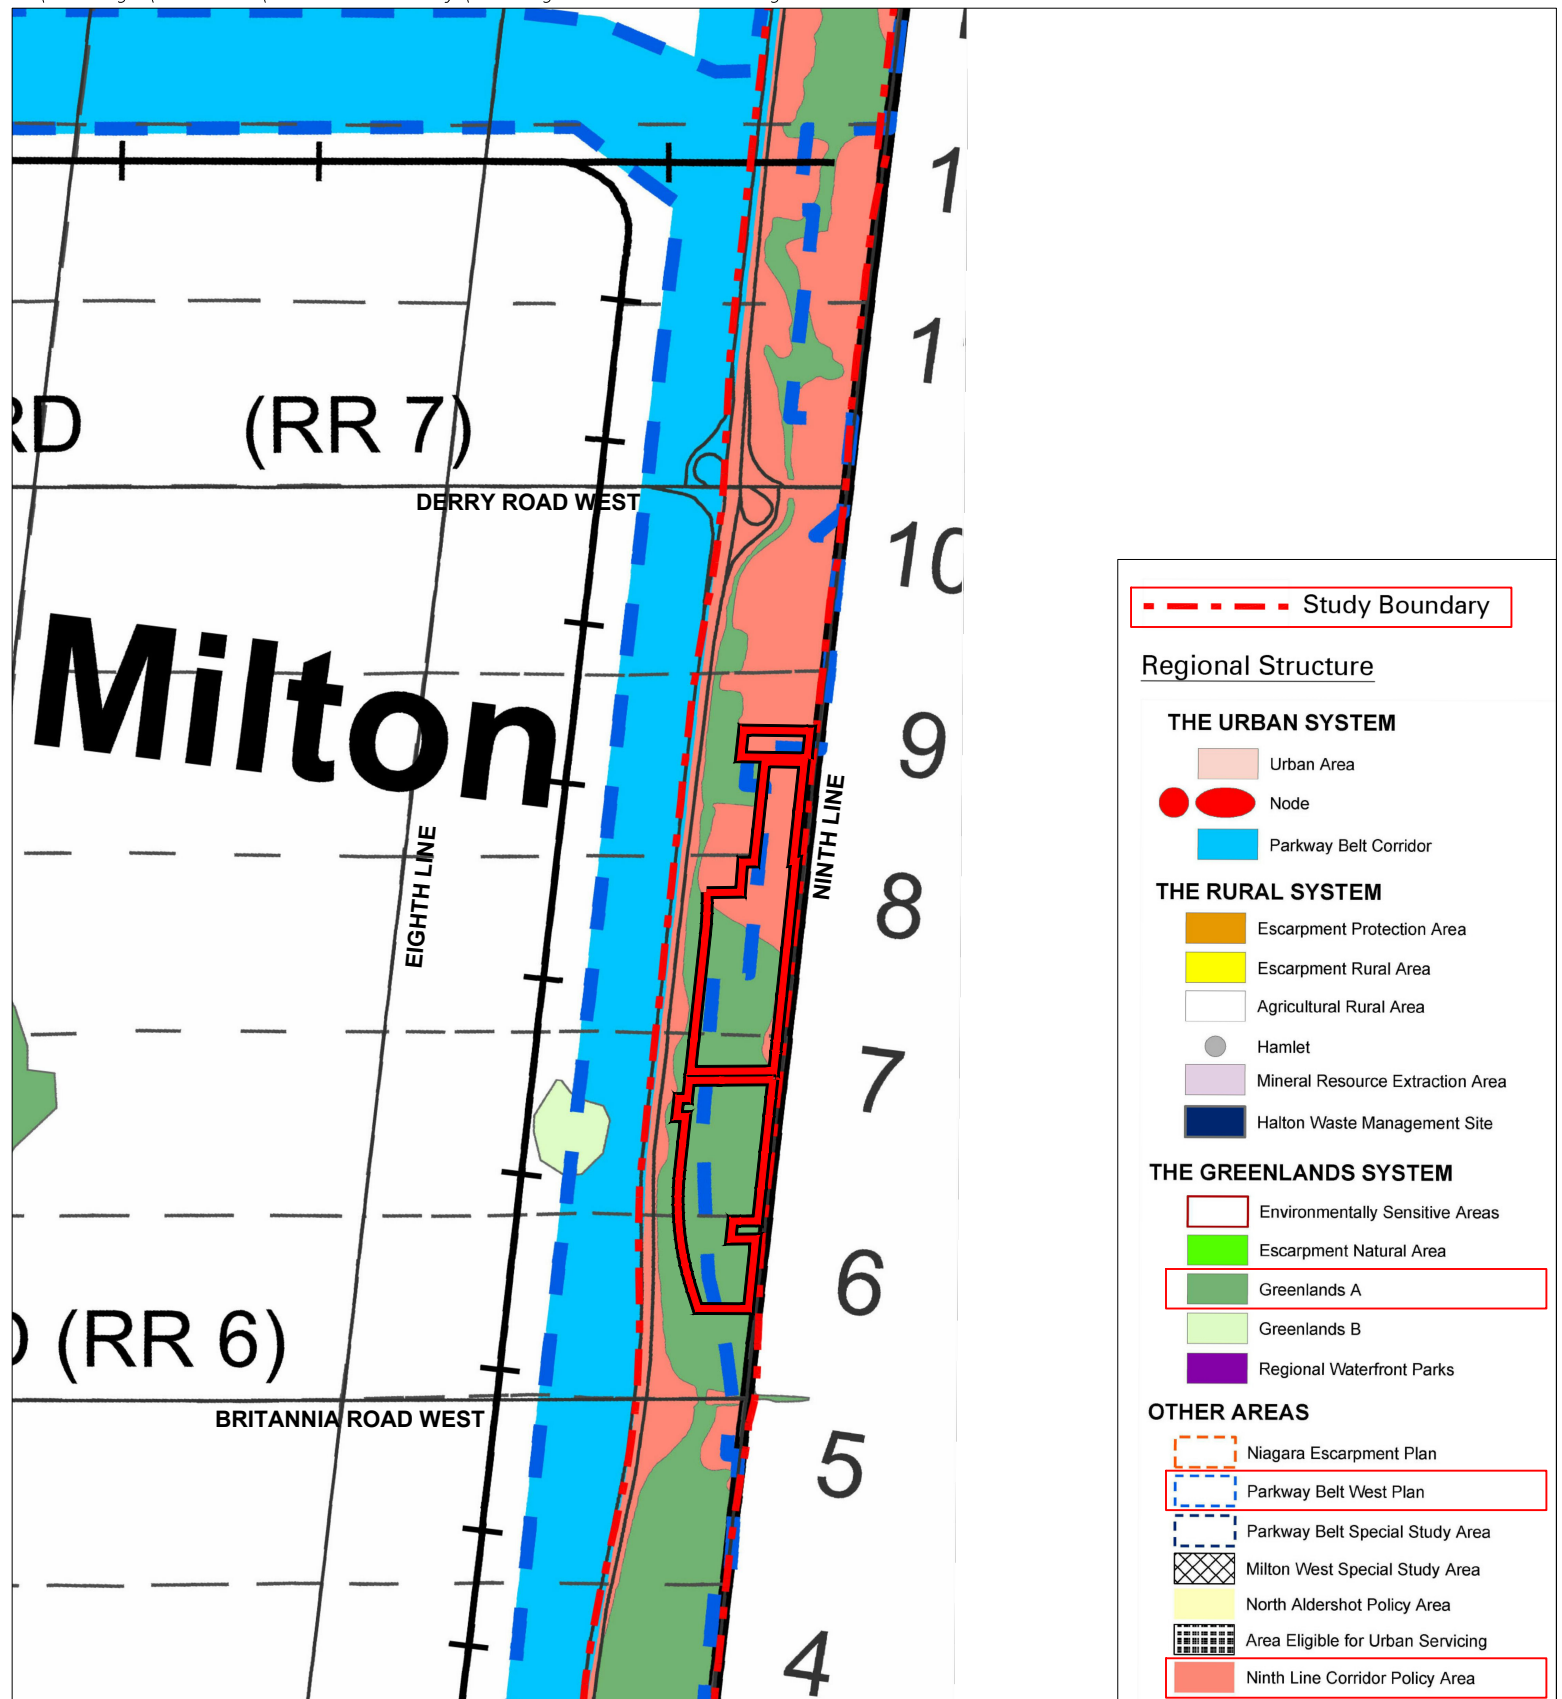 1
1
RD (RR 7)
DERRY ROAD WEST
10
Milton
9
NINTH LINE
EIGHTH LINE
8
7
6
(RR 6)
BRITANNIA ROAD WEST
5
4
Study Boundary
Regional Structure
THE URBAN SYSTEM
Urban Area
Node
Parkway Belt Corridor
THE RURAL SYSTEM
Escarpment Protection Area
Escarpment Rural Area
Agricultural Rural Area
Hamlet
Mineral Resource Extraction Area
Halton Waste Management Site
THE GREENLANDS SYSTEM
Environmentally Sensitive Areas
Escarpment Natural Area
Greenlands A
Greenlands B
Regional Waterfront Parks
OTHER AREAS
Niagara Escarpment Plan
Parkway Belt West Plan
Parkway Belt Special Study Area
Milton West Special Study Area
North Aldershot Policy Area
Area Eligible for Urban Servicing
Ninth Line Corridor Policy Area